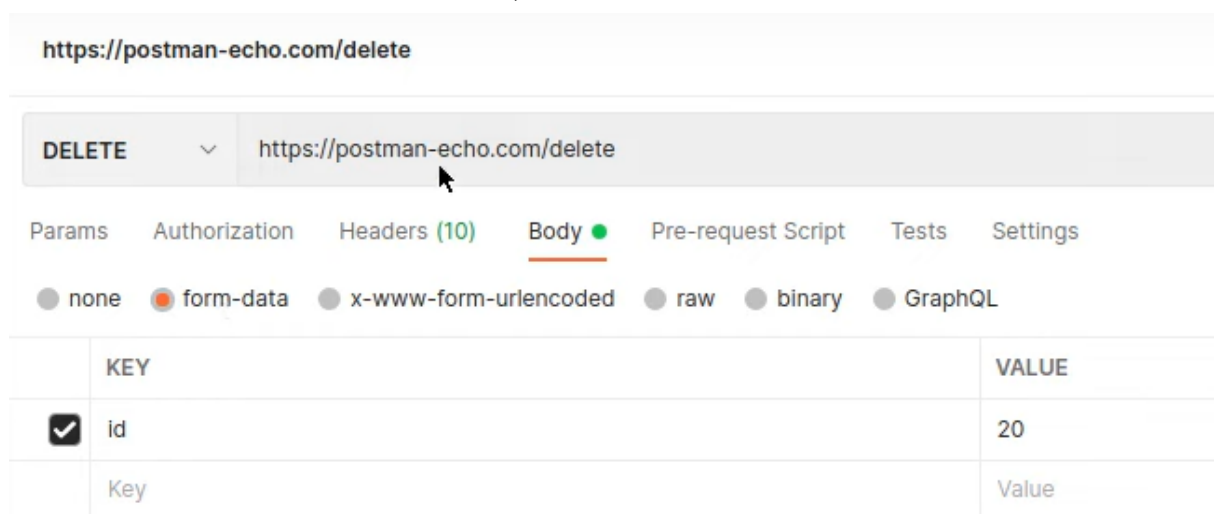 https://postman-echo.com/delete
DELETE https://postman-echo.com/delete
Params Authorization Headers (10) Body Pre-request Script Tests Settings
none form-data x-www-form-urlencoded raw binary GraphQL
KEY VALUE
id 20
Key Value